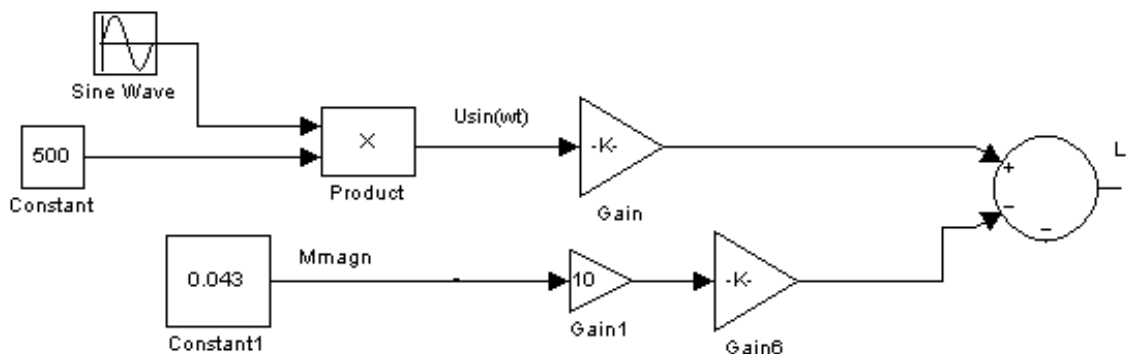 Sine Wave
500
Constant
X
Product
Usin(wt)
-K-
Gain
+
-
-
L
0.043
Constant1
Mmagn
10
Gain1
-K-
Gain6